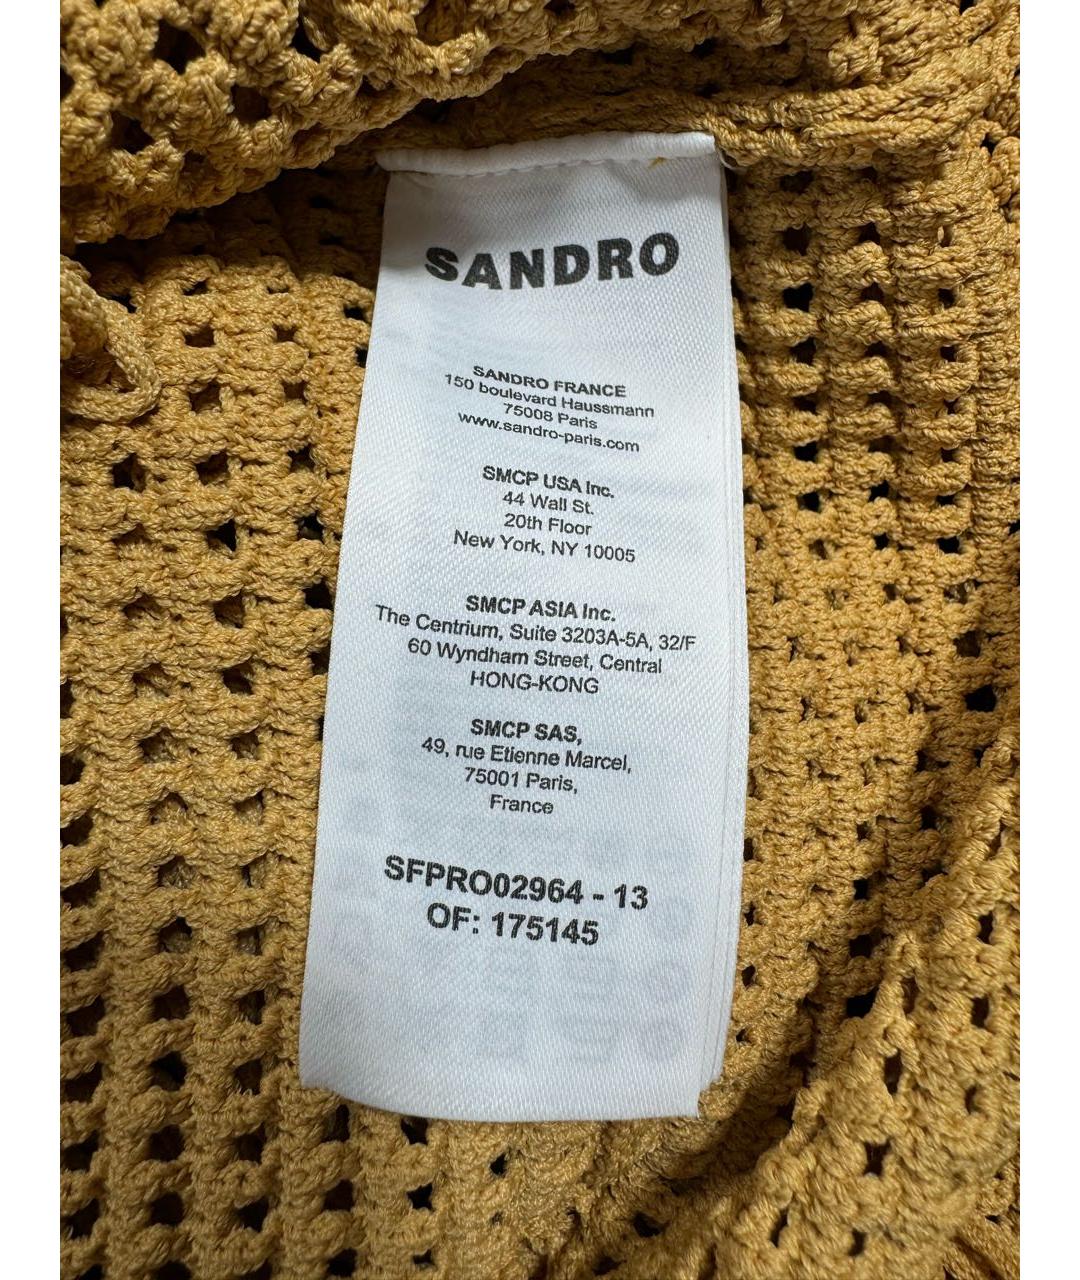 SANDRO
SANDRO FRANCE
150 boulevard Haussmann
75008 Paris
www.sandro-paris.com
SMCP USA Inc.
44 Wall St.
20th Floor
New York, NY 10005
SMCP ASIA Inc.
The Centrium, Suite 3203A-5A, 32/F
60 Wyndham Street, Central
HONG-KONG
SMCP SAS,
49, rue Etienne Marcel,
75001 Paris,
France
SFPRO02964 - 13
OF: 175145